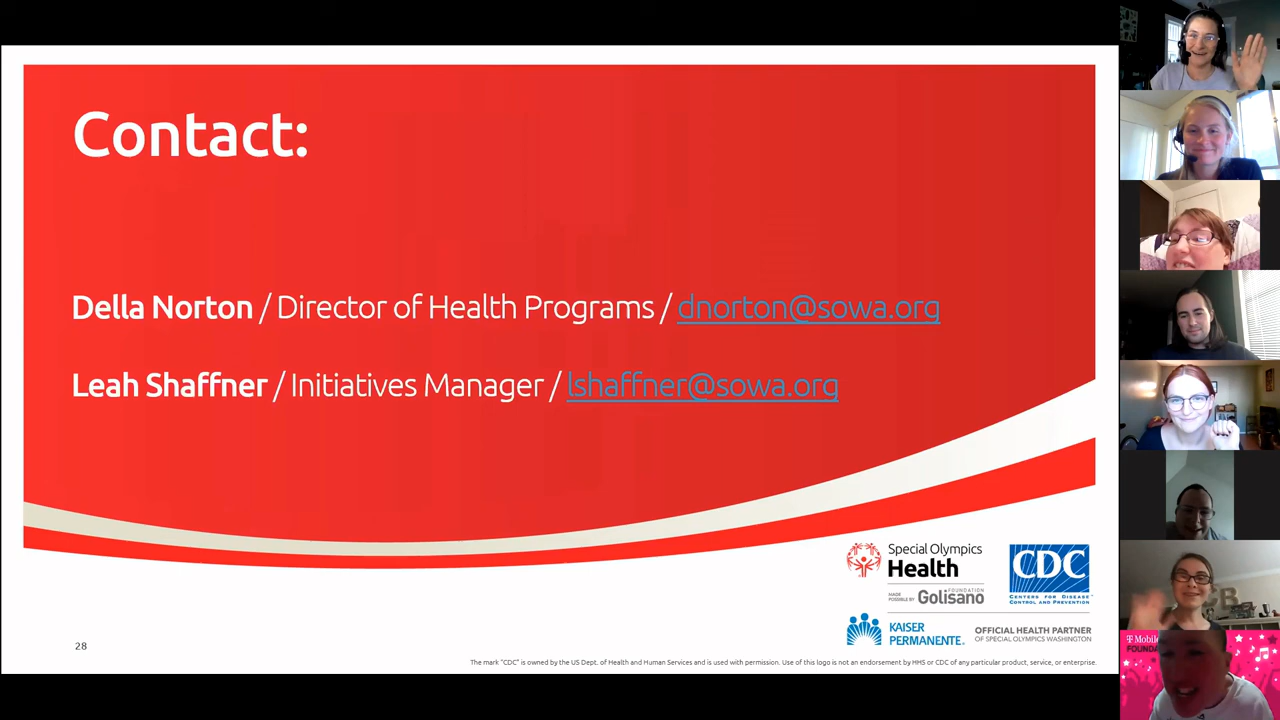 Contact:
Della Norton / Director of Health Programs / dnorton@sowa.org
Leah Shaffner / Initiatives Manager / lshaffner@sowa.org
Special Olympics
Health
MADE POSSIBLE BY Golisano FOUNDATION
CDC
CENTERS FOR DISEASE CONTROL AND PREVENTION
KAISER PERMANENTE®
OFFICIAL HEALTH PARTNER
OF SPECIAL OLYMPICS WASHINGTON
28
The mark "CDC" is owned by the US Dept. of Health and Human Services and is used with permission. Use of this logo is not an endorsement by HHS or CDC of any particular product, service, or enterprise.
T Mobile